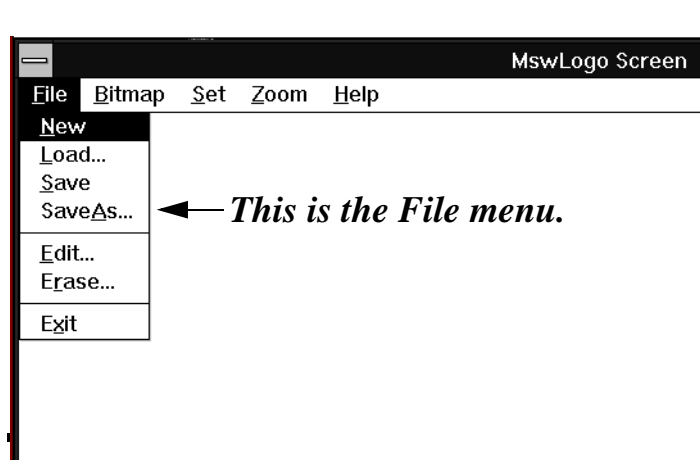 MswLogo Screen
File Bitmap Set Zoom Help
New
Load...
Save
SaveAs...
This is the File menu.
Edit...
Erase...
Exit